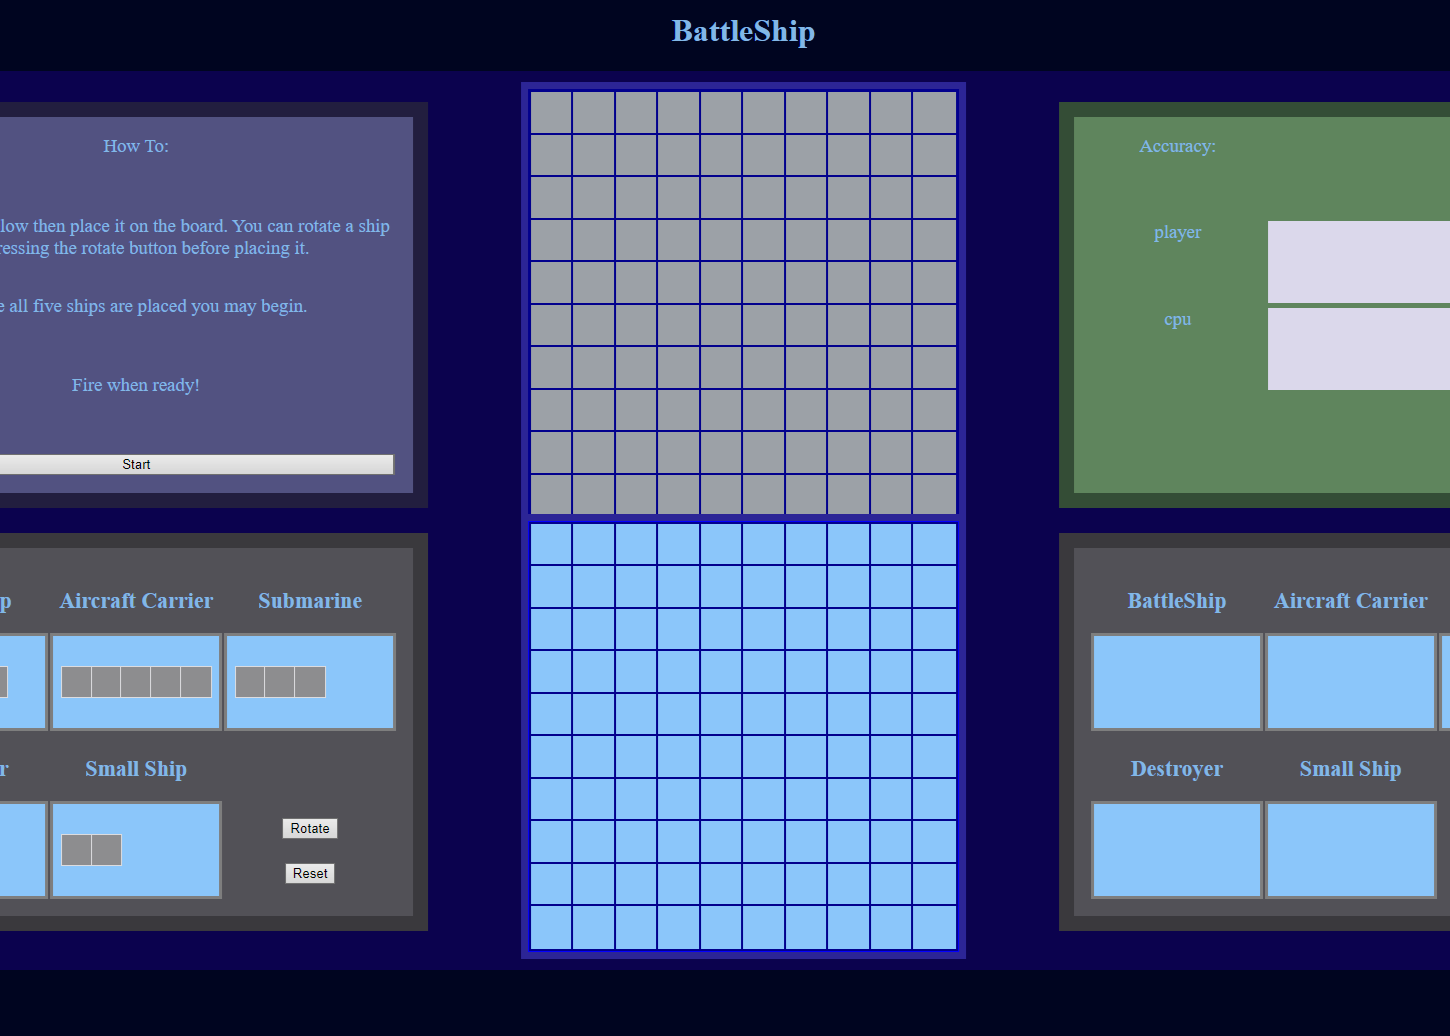 BattleShip
How To:
low then place it on the board. You can rotate a ship
ressing the rotate button before placing it.
e all five ships are placed you may begin.
Fire when ready!
Start
Accuracy:
player
cpu
p Aircraft Carrier Submarine
r Small Ship
Rotate
Reset
BattleShip Aircraft Carrier
Destroyer Small Ship